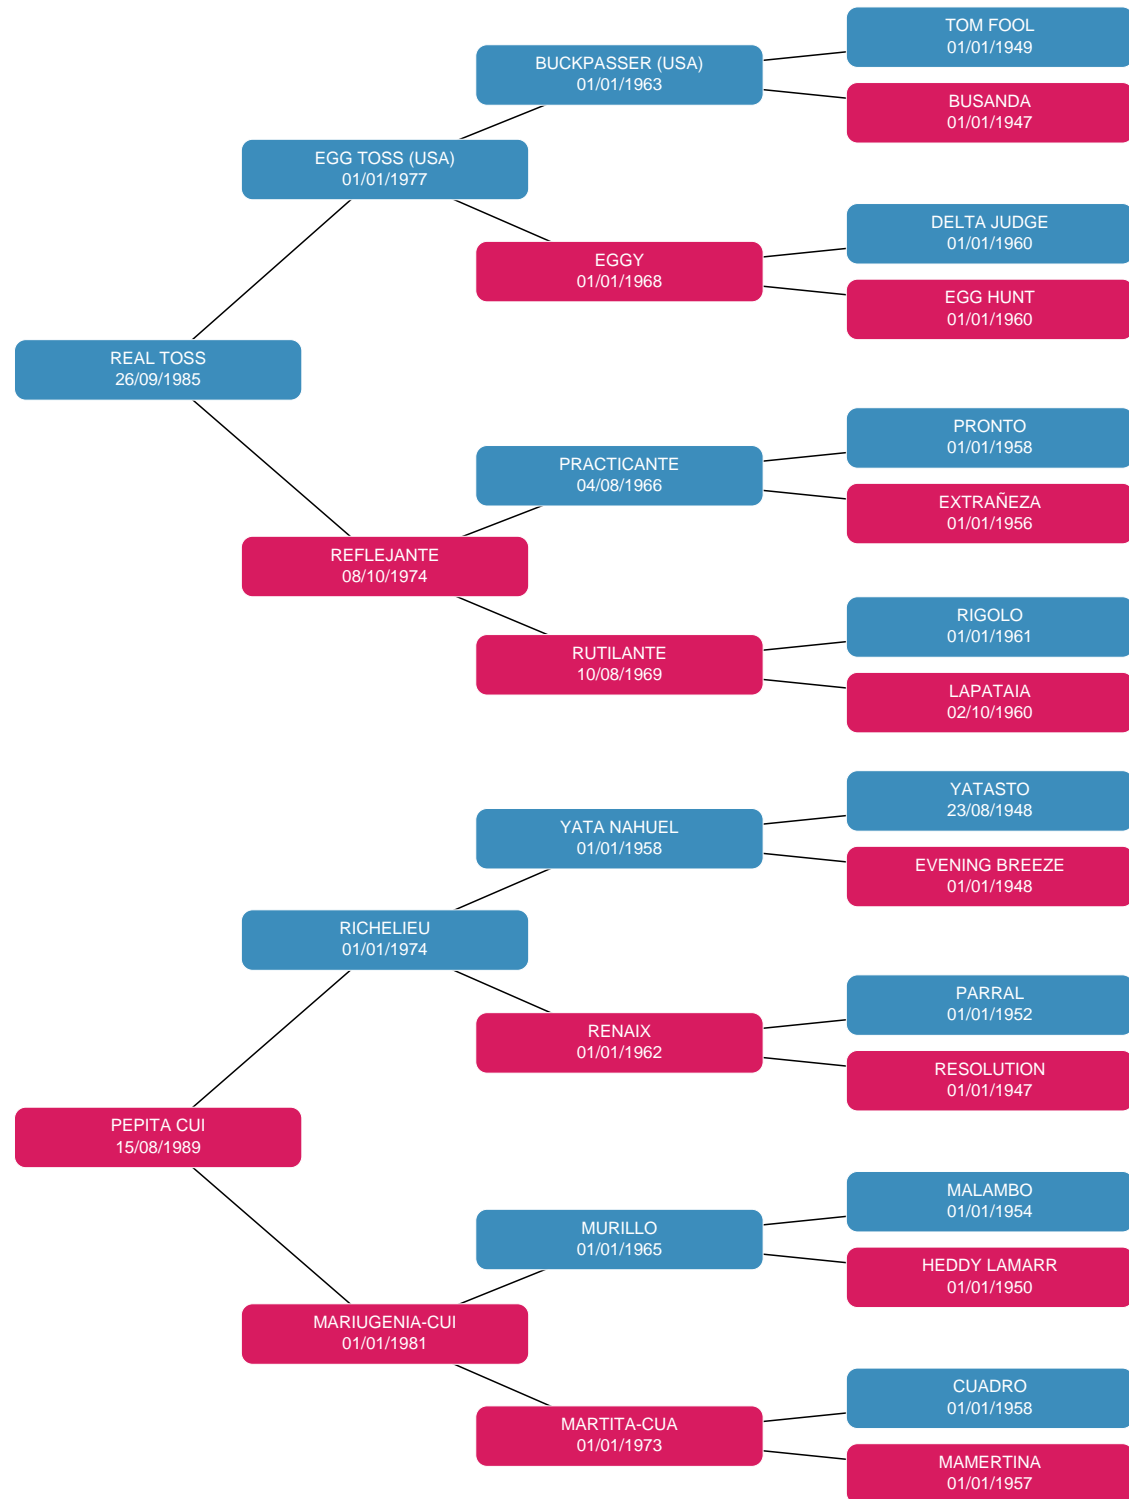 TOM FOOL
01/01/1949
BUCKPASSER (USA)
01/01/1963
BUSANDA
01/01/1947
EGG TOSS (USA)
01/01/1977
DELTA JUDGE
01/01/1960
EGGY
01/01/1968
EGG HUNT
01/01/1960
REAL TOSS
26/09/1985
PRONTO
01/01/1958
PRACTICANTE
04/08/1966
EXTRAÑEZA
01/01/1956
REFLEJANTE
08/10/1974
RIGOLO
01/01/1961
RUTILANTE
10/08/1969
LAPATAIA
02/10/1960
YATASTO
23/08/1948
YATA NAHUEL
01/01/1958
EVENING BREEZE
01/01/1948
RICHELIEU
01/01/1974
PARRAL
01/01/1952
RENAIX
01/01/1962
RESOLUTION
01/01/1947
PEPITA CUI
15/08/1989
MALAMBO
01/01/1954
MURILLO
01/01/1965
HEDDY LAMARR
01/01/1950
MARIUGENIA-CUI
01/01/1981
CUADRO
01/01/1958
MARTITA-CUA
01/01/1973
MAMERTINA
01/01/1957